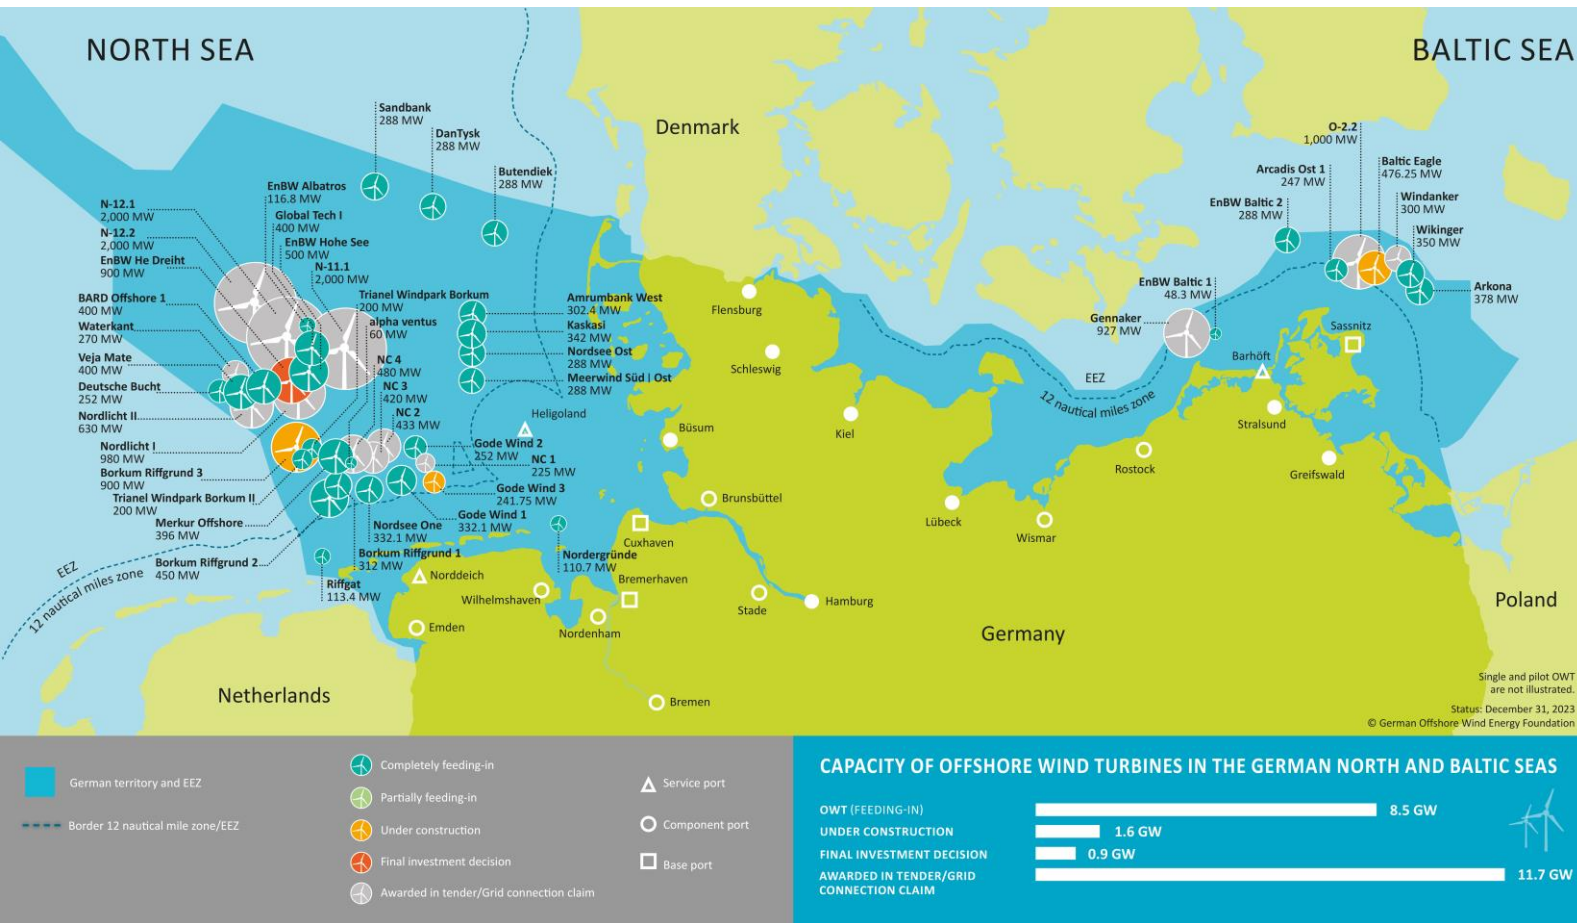 NORTH SEA
BALTIC SEA
Denmark
Sandbank
288 MW
DanTysk
288 MW
Butendiek
288 MW
EnBW Albatros
116.8 MW
Global Tech I
400 MW
EnBW Hohe See
500 MW
N-11.1
2,000 MW
N-12.1
2,000 MW
N-12.2
2,000 MW
EnBW He Dreiht
900 MW
BARD Offshore 1
400 MW
Waterkant
270 MW
Veja Mate
400 MW
Deutsche Bucht
252 MW
Nordlicht II
630 MW
Nordlicht I
980 MW
Borkum Riffgrund 3
900 MW
Trianel Windpark Borkum II
200 MW
Merkur Offshore
396 MW
Borkum Riffgrund 2
450 MW
Trianel Windpark Borkum
200 MW
alpha ventus
60 MW
NC 4
480 MW
NC 3
420 MW
NC 2
433 MW
Amrumbank West
302.4 MW
Kaskasi
342 MW
Nordsee Ost
288 MW
Meerwind Süd | Ost
288 MW
Heligoland
Gode Wind 2
252 MW
NC 1
225 MW
Gode Wind 3
241.75 MW
Gode Wind 1
332.1 MW
Nordsee One
332.1 MW
Borkum Riffgrund 1
312 MW
Riffgat
113.4 MW
Nordergründe
110.7 MW
EEZ
12 nautical miles zone
Flensburg
Schleswig
Kiel
Büsum
Brunsbüttel
Cuxhaven
Bremerhaven
Norddeich
Wilhelmshaven
Emden
Nordenham
Stade
Hamburg
Bremen
Lübeck
Wismar
Rostock
Netherlands
Germany
Poland
O-2.2
1,000 MW
Baltic Eagle
476.25 MW
Arcadis Ost 1
247 MW
Windanker
300 MW
EnBW Baltic 2
288 MW
Wikinger
350 MW
Arkona
378 MW
EnBW Baltic 1
48.3 MW
Gennaker
927 MW
EEZ
12 nautical miles zone
Sassnitz
Barhöft
Stralsund
Greifswald
Single and pilot OWT
are not illustrated.
Status: December 31, 2023
© German Offshore Wind Energy Foundation
German territory and EEZ
Border 12 nautical mile zone/EEZ
Completely feeding-in
Partially feeding-in
Under construction
Final investment decision
Awarded in tender/Grid connection claim
Service port
Component port
Base port
CAPACITY OF OFFSHORE WIND TURBINES IN THE GERMAN NORTH AND BALTIC SEAS
OWT (FEEDING-IN) 8.5 GW
UNDER CONSTRUCTION 1.6 GW
FINAL INVESTMENT DECISION 0.9 GW
AWARDED IN TENDER/GRID
CONNECTION CLAIM 11.7 GW